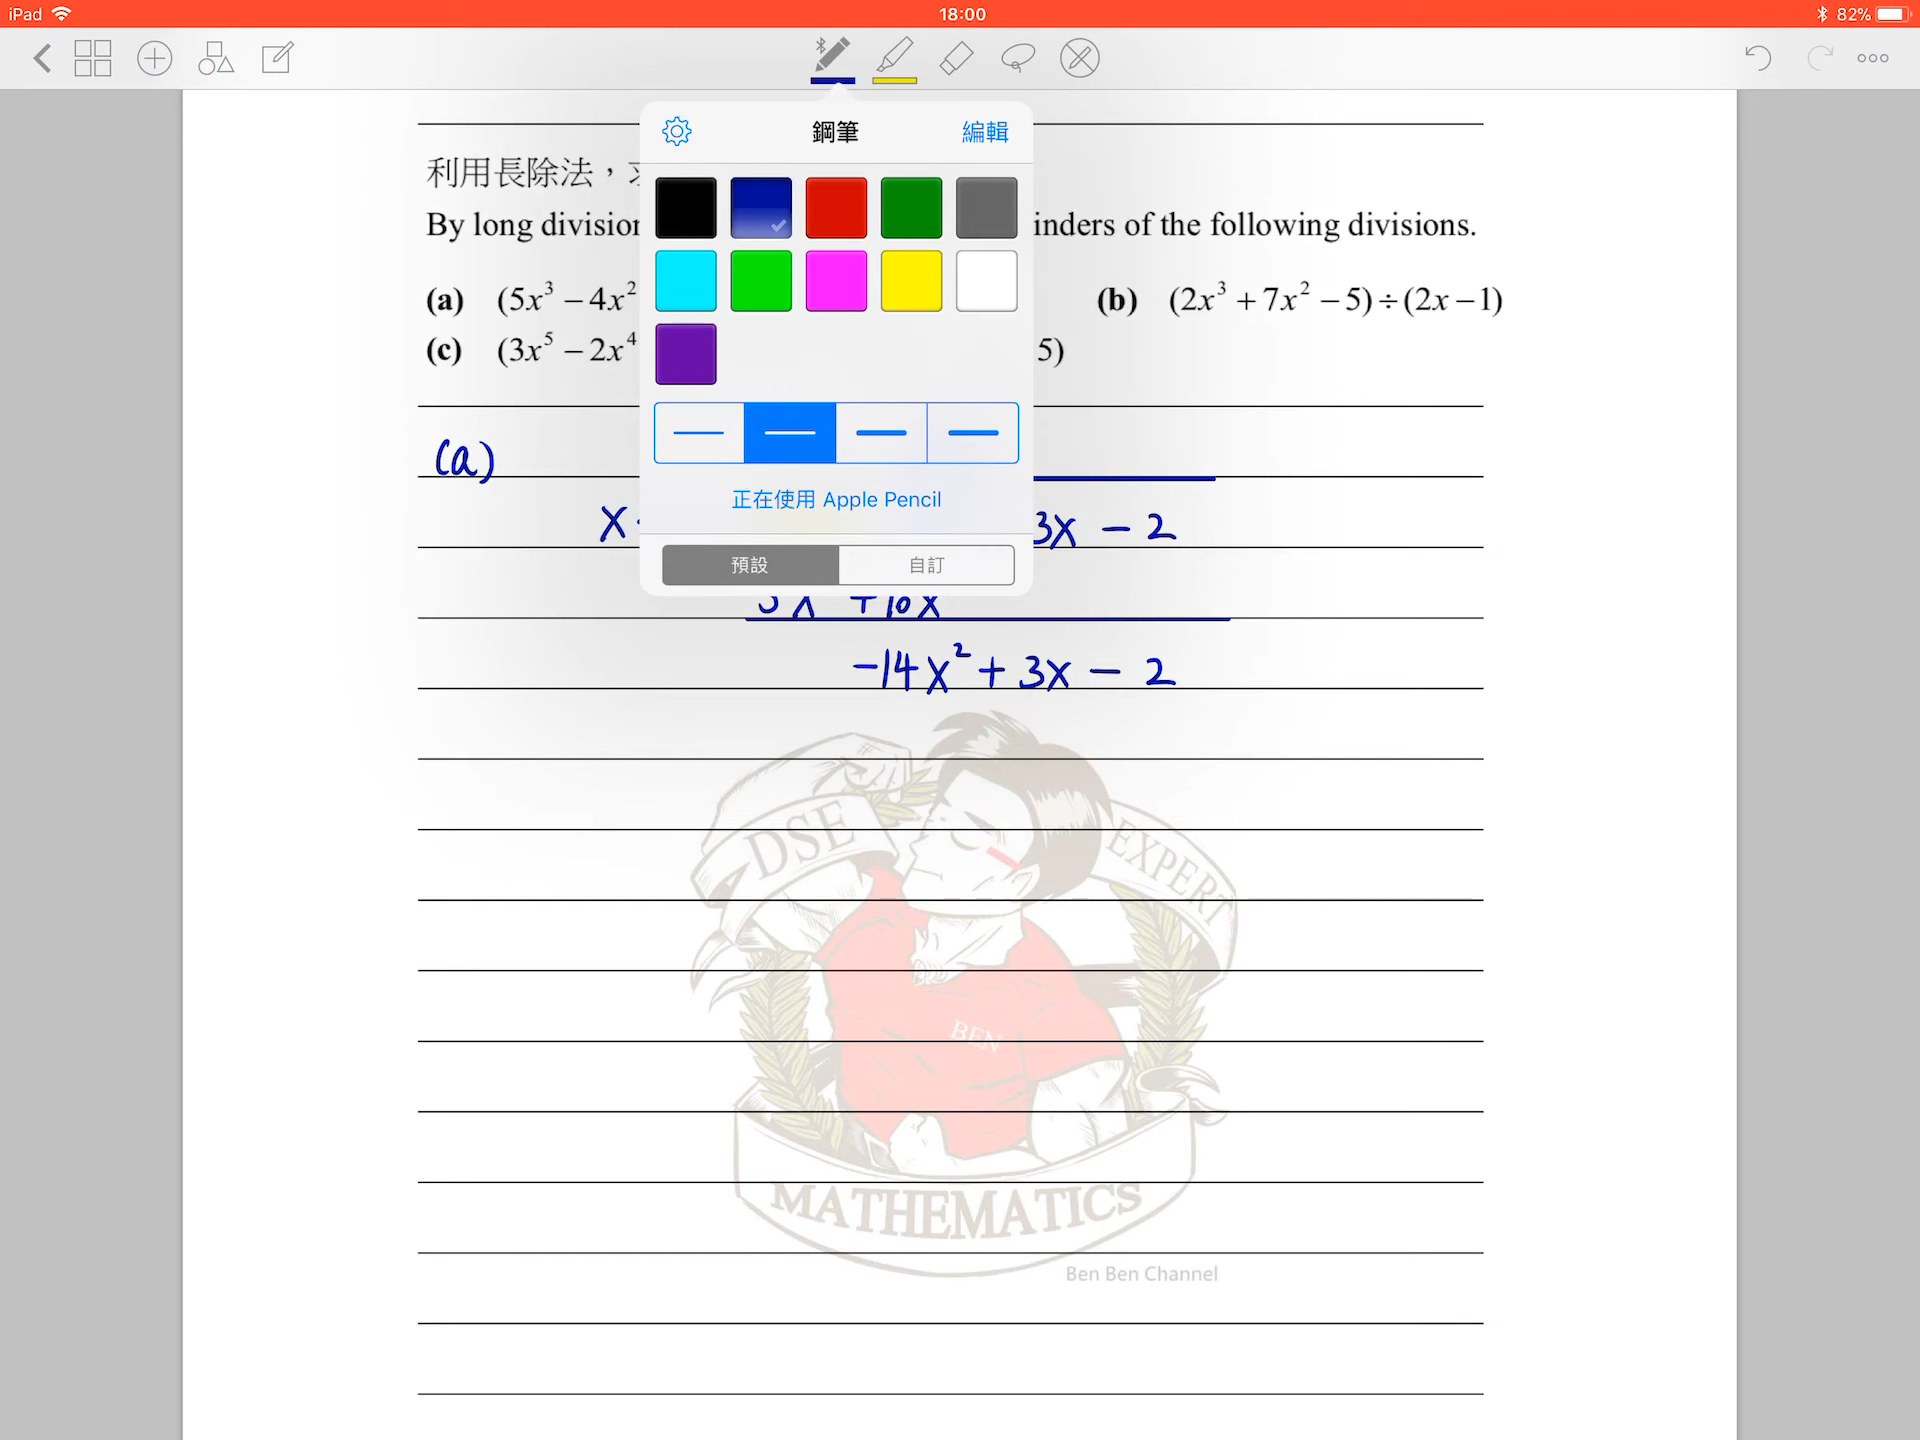 iPad 18:00 82%
鋼筆 編輯
利用長除法，
By long division inders of the following divisions.
(a) (5x³ − 4x² (b) (2x³ + 7x² − 5) ÷ (2x − 1)
(c) (3x⁵ − 2x⁴ 5)
正在使用 Apple Pencil
預設 自訂
(a)
x 3x − 2
+10x
−14x² + 3x − 2
DSE EXPERT
BEN
MATHEMATICS
Ben Ben Channel